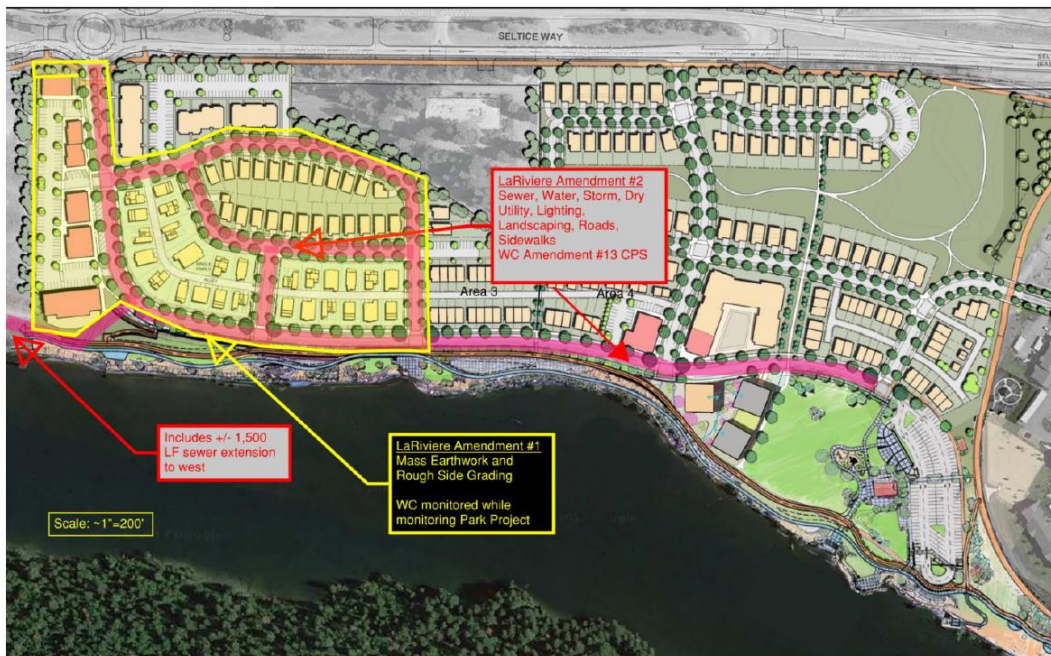 SELTICE WAY
LaRiviere Amendment #2
Sewer, Water, Storm, Dry
Utility, Lighting,
Landscaping, Roads,
Sidewalks
WC Amendment #13 CPS
Area 3
Area 4
Includes +/- 1,500
LF sewer extension
to west
LaRiviere Amendment #1
Mass Earthwork and
Rough Side Grading
WC monitored while
monitoring Park Project
Scale: ~1"=200'